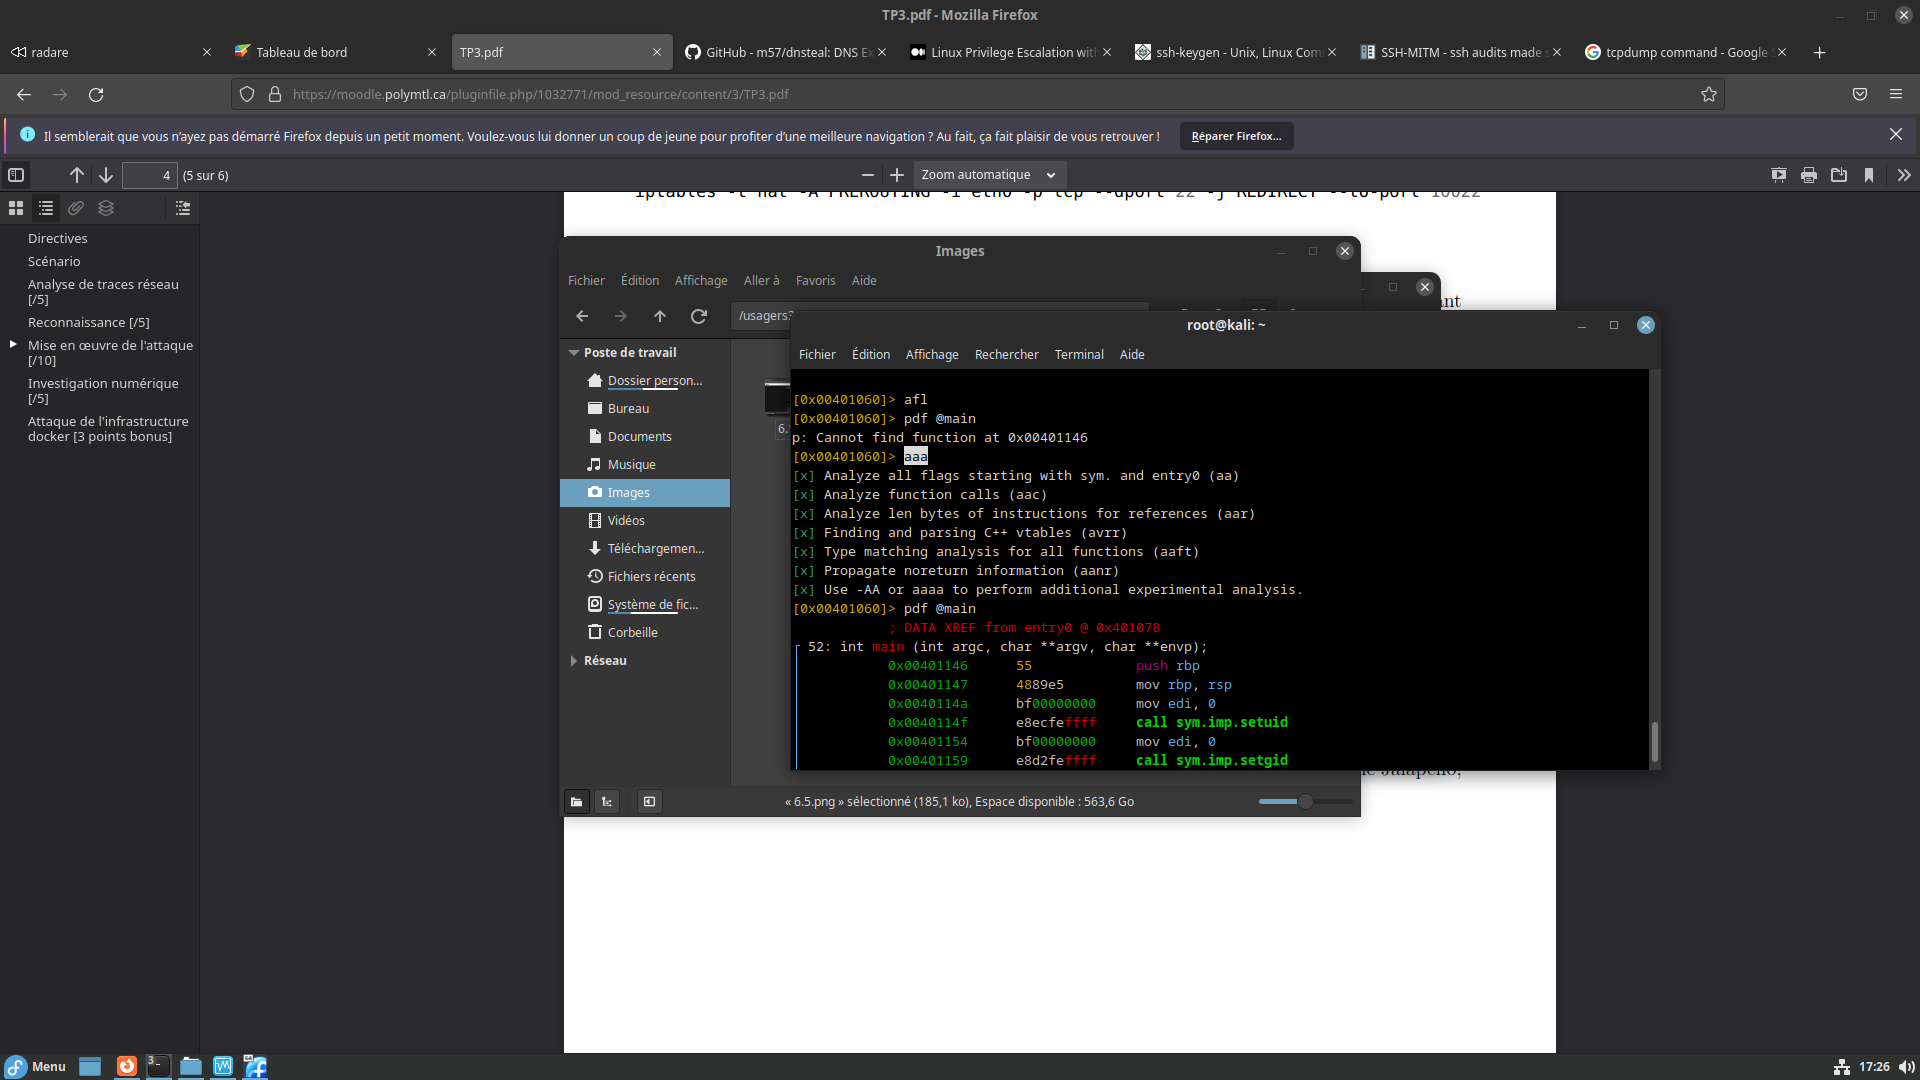 TP3.pdf - Mozilla Firefox
radare
Tableau de bord
TP3.pdf
GitHub - m57/dnsteal: DNS Ex
Linux Privilege Escalation with
ssh-keygen - Unix, Linux Com
SSH-MITM - ssh audits made s
tcpdump command - Google S
https://moodle.polymtl.ca/pluginfile.php/1032771/mod_resource/content/3/TP3.pdf
Il semblerait que vous n'ayez pas démarré Firefox depuis un petit moment. Voulez-vous lui donner un coup de jeune pour profiter d'une meilleure navigation ? Au fait, ça fait plaisir de vous retrouver !
Réparer Firefox...
4 (5 sur 6)
Zoom automatique
iptables -t nat -A PREROUTING -i eth0 -p tcp --dport 22 -j REDIRECT --to-port 10022
Directives
Scénario
Analyse de traces réseau
[/5]
Reconnaissance [/5]
Mise en œuvre de l'attaque
[/10]
Investigation numérique
[/5]
Attaque de l'infrastructure
docker [3 points bonus]
Images
Fichier Édition Affichage Aller à Favoris Aide
/usagers3
Poste de travail
Dossier person...
Bureau
Documents
Musique
Images
Vidéos
Téléchargemen...
Fichiers récents
Système de fic...
Corbeille
Réseau
6.
« 6.5.png » sélectionné (185,1 ko), Espace disponible : 563,6 Go
ant
root@kali: ~
Fichier Édition Affichage Rechercher Terminal Aide
[0x00401060]> afl
[0x00401060]> pdf @main
p: Cannot find function at 0x00401146
[0x00401060]> aaa
[x] Analyze all flags starting with sym. and entry0 (aa)
[x] Analyze function calls (aac)
[x] Analyze len bytes of instructions for references (aar)
[x] Finding and parsing C++ vtables (avrr)
[x] Type matching analysis for all functions (aaft)
[x] Propagate noreturn information (aanr)
[x] Use -AA or aaaa to perform additional experimental analysis.
[0x00401060]> pdf @main
; DATA XREF from entry0 @ 0x401078
52: int main (int argc, char **argv, char **envp);
0x00401146 55 push rbp
0x00401147 4889e5 mov rbp, rsp
0x0040114a bf00000000 mov edi, 0
0x0040114f e8ecfeffff call sym.imp.setuid
0x00401154 bf00000000 mov edi, 0
0x00401159 e8d2feffff call sym.imp.setgid
Jalapeno,
Menu
3
64
17:26